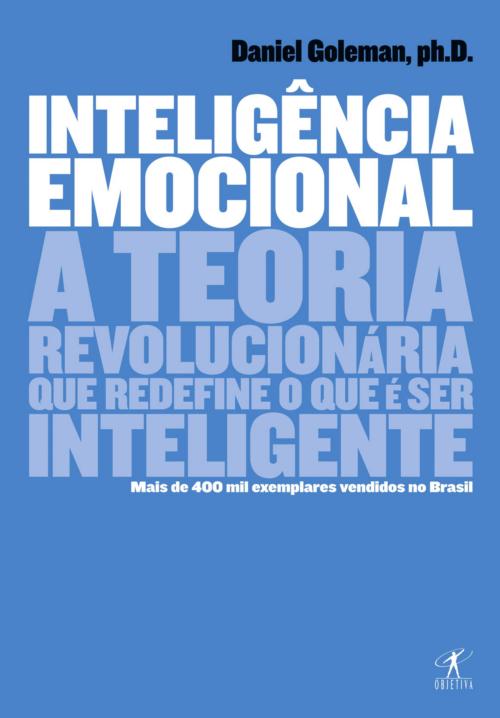 Daniel Goleman, ph.D.
INTELIGÊNCIA
EMOCIONAL
A TEORIA
REVOLUCIONáRIA
QUE REDEFINE O QUE é SER
INTELIGENTE
Mais de 400 mil exemplares vendidos no Brasil
OBJETIVA